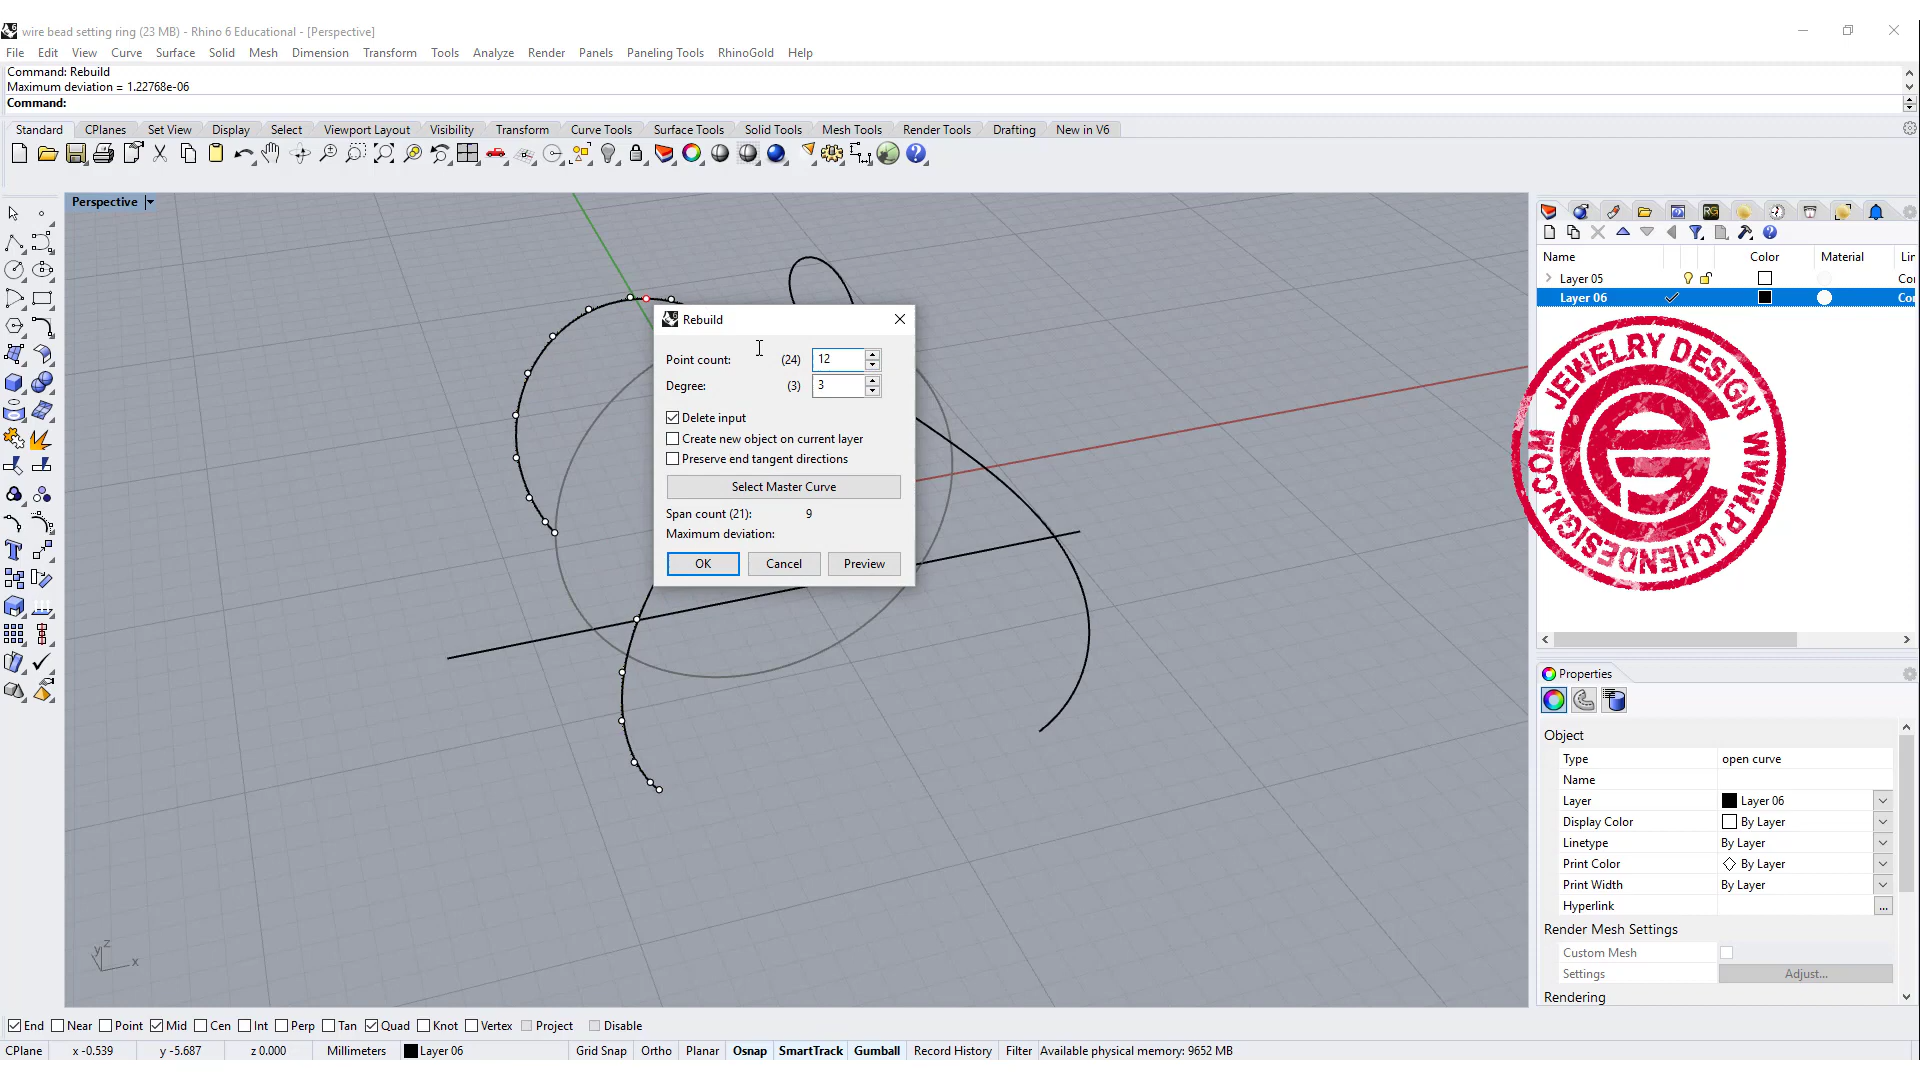 wire bead setting ring (23 MB) - Rhino 6 Educational - [Perspective]
File Edit View Curve Surface Solid Mesh Dimension Transform Tools Analyze Render Panels Paneling Tools RhinoGold Help
Command: Rebuild
Maximum deviation = 1.22768e-06
Command:
Standard CPlanes Set View Display Select Viewport Layout Visibility Transform Curve Tools Surface Tools Solid Tools Mesh Tools Render Tools Drafting New in V6
Perspective
Rebuild
Point count: (24) 12
Degree: (3) 3
Delete input
Create new object on current layer
Preserve end tangent directions
Select Master Curve
Span count (21): 9
Maximum deviation:
OK Cancel Preview
z
y
x
RG
Name Color Material Lin
Layer 05 Con
Layer 06 Con
JEWELRY DESIGN
WWW.PJCHENDESIGN.COM
Properties
Object
Type open curve
Name
Layer Layer 06
Display Color By Layer
Linetype By Layer
Print Color By Layer
Print Width By Layer
Hyperlink ...
Render Mesh Settings
Custom Mesh
Settings Adjust...
Rendering
End Near Point Mid Cen Int Perp Tan Quad Knot Vertex Project Disable
CPlane x -0.539 y -5.687 z 0.000 Millimeters Layer 06 Grid Snap Ortho Planar Osnap SmartTrack Gumball Record History Filter Available physical memory: 9652 MB